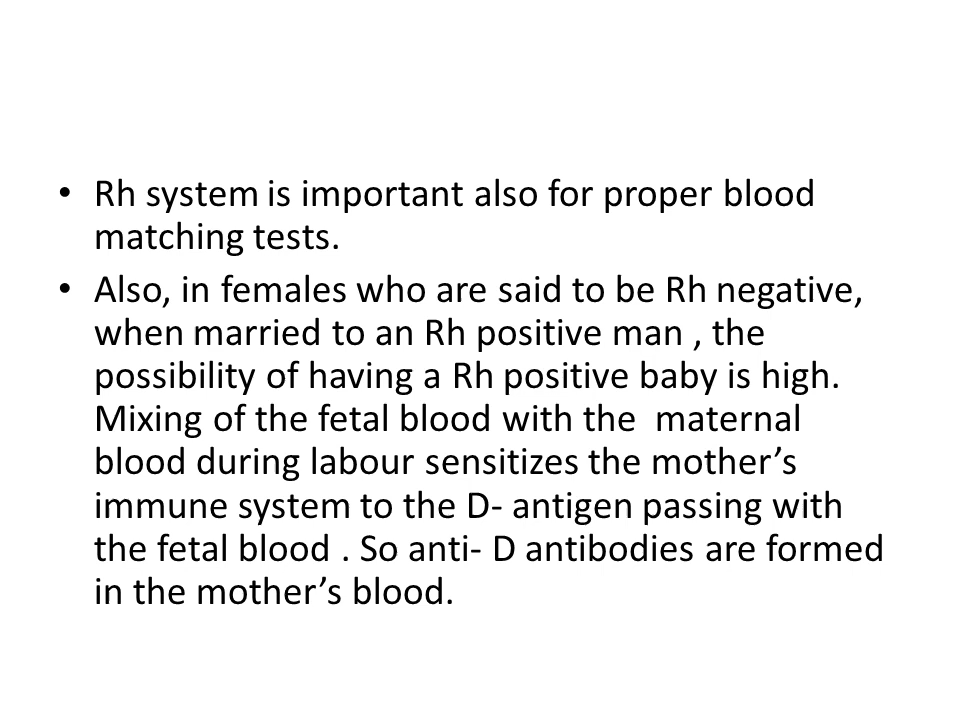 • Rh system is important also for proper blood
matching tests.
• Also, in females who are said to be Rh negative,
when married to an Rh positive man , the
possibility of having a Rh positive baby is high.
Mixing of the fetal blood with the  maternal
blood during labour sensitizes the mother’s
immune system to the D- antigen passing with
the fetal blood . So anti- D antibodies are formed
in the mother’s blood.